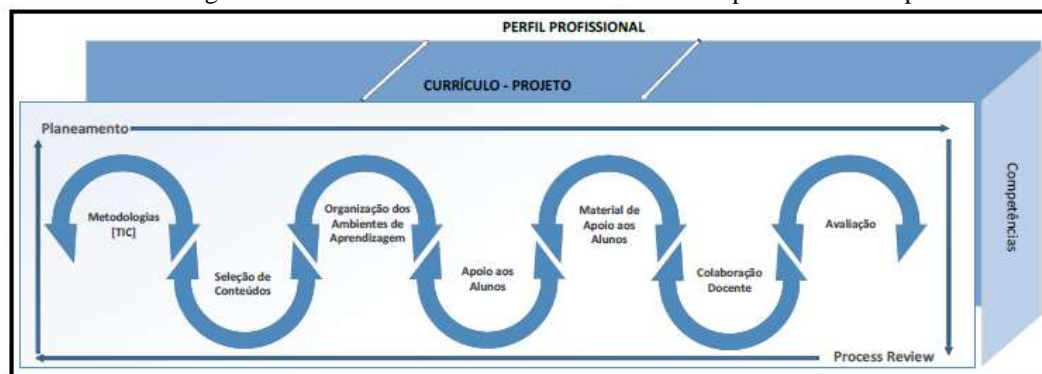 PERFIL PROFISSIONAL
CURRÍCULO - PROJETO
Planeamento
Metodologias
[TIC]
Seleção de
Conteúdos
Organização dos
Ambientes de
Aprendizagem
Apoio aos
Alunos
Material de
Apoio aos
Alunos
Colaboração
Docente
Avaliação
Competências
Process Review